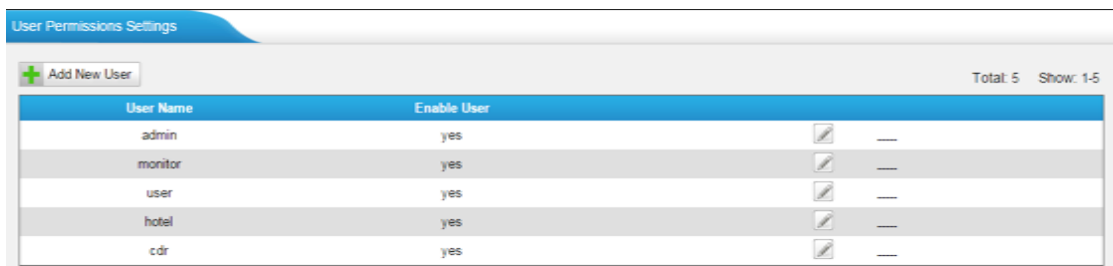 User Permissions Settings
Add New User
Total: 5 Show: 1-5
User Name Enable User
admin yes
monitor yes
user yes
hotel yes
cdr yes